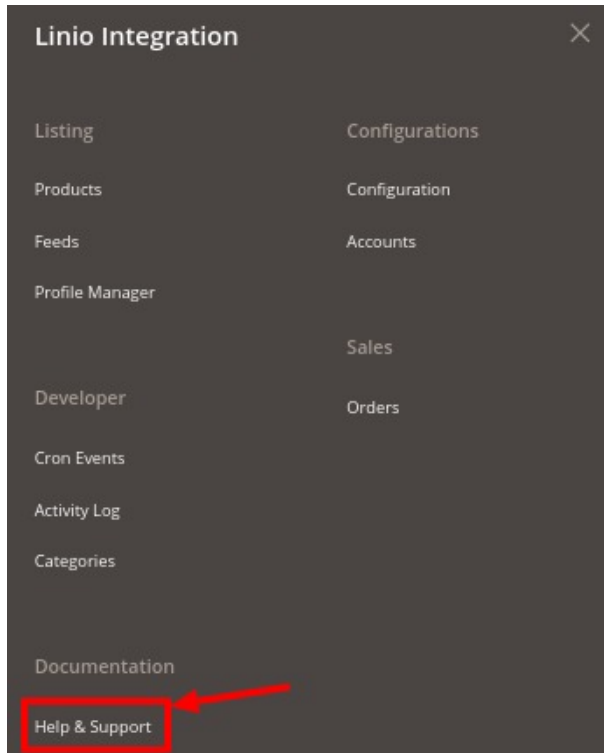 Linio Integration
Listing
Products
Feeds
Profile Manager
Developer
Cron Events
Activity Log
Categories
Documentation
Help & Support
Configurations
Configuration
Accounts
Sales
Orders